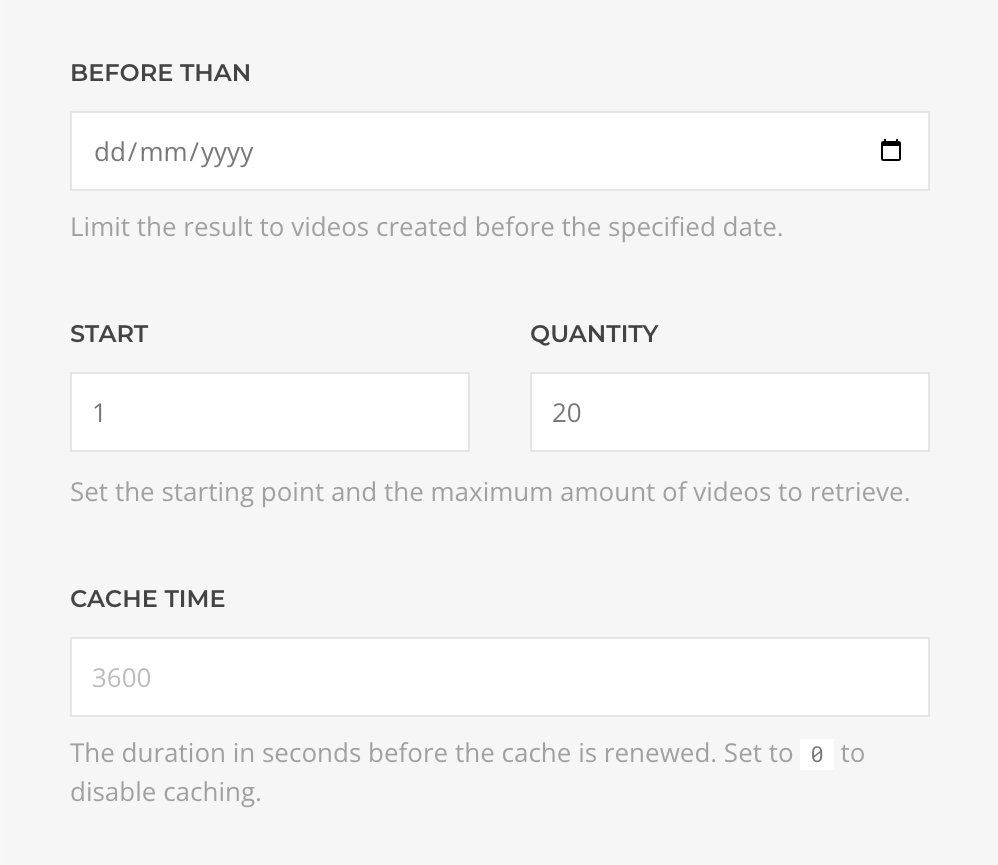 BEFORE THAN
dd/mm/yyyy
Limit the result to videos created before the specified date.
START
QUANTITY
1
20
Set the starting point and the maximum amount of videos to retrieve.
CACHE TIME
3600
The duration in seconds before the cache is renewed. Set to 0 to
disable caching.